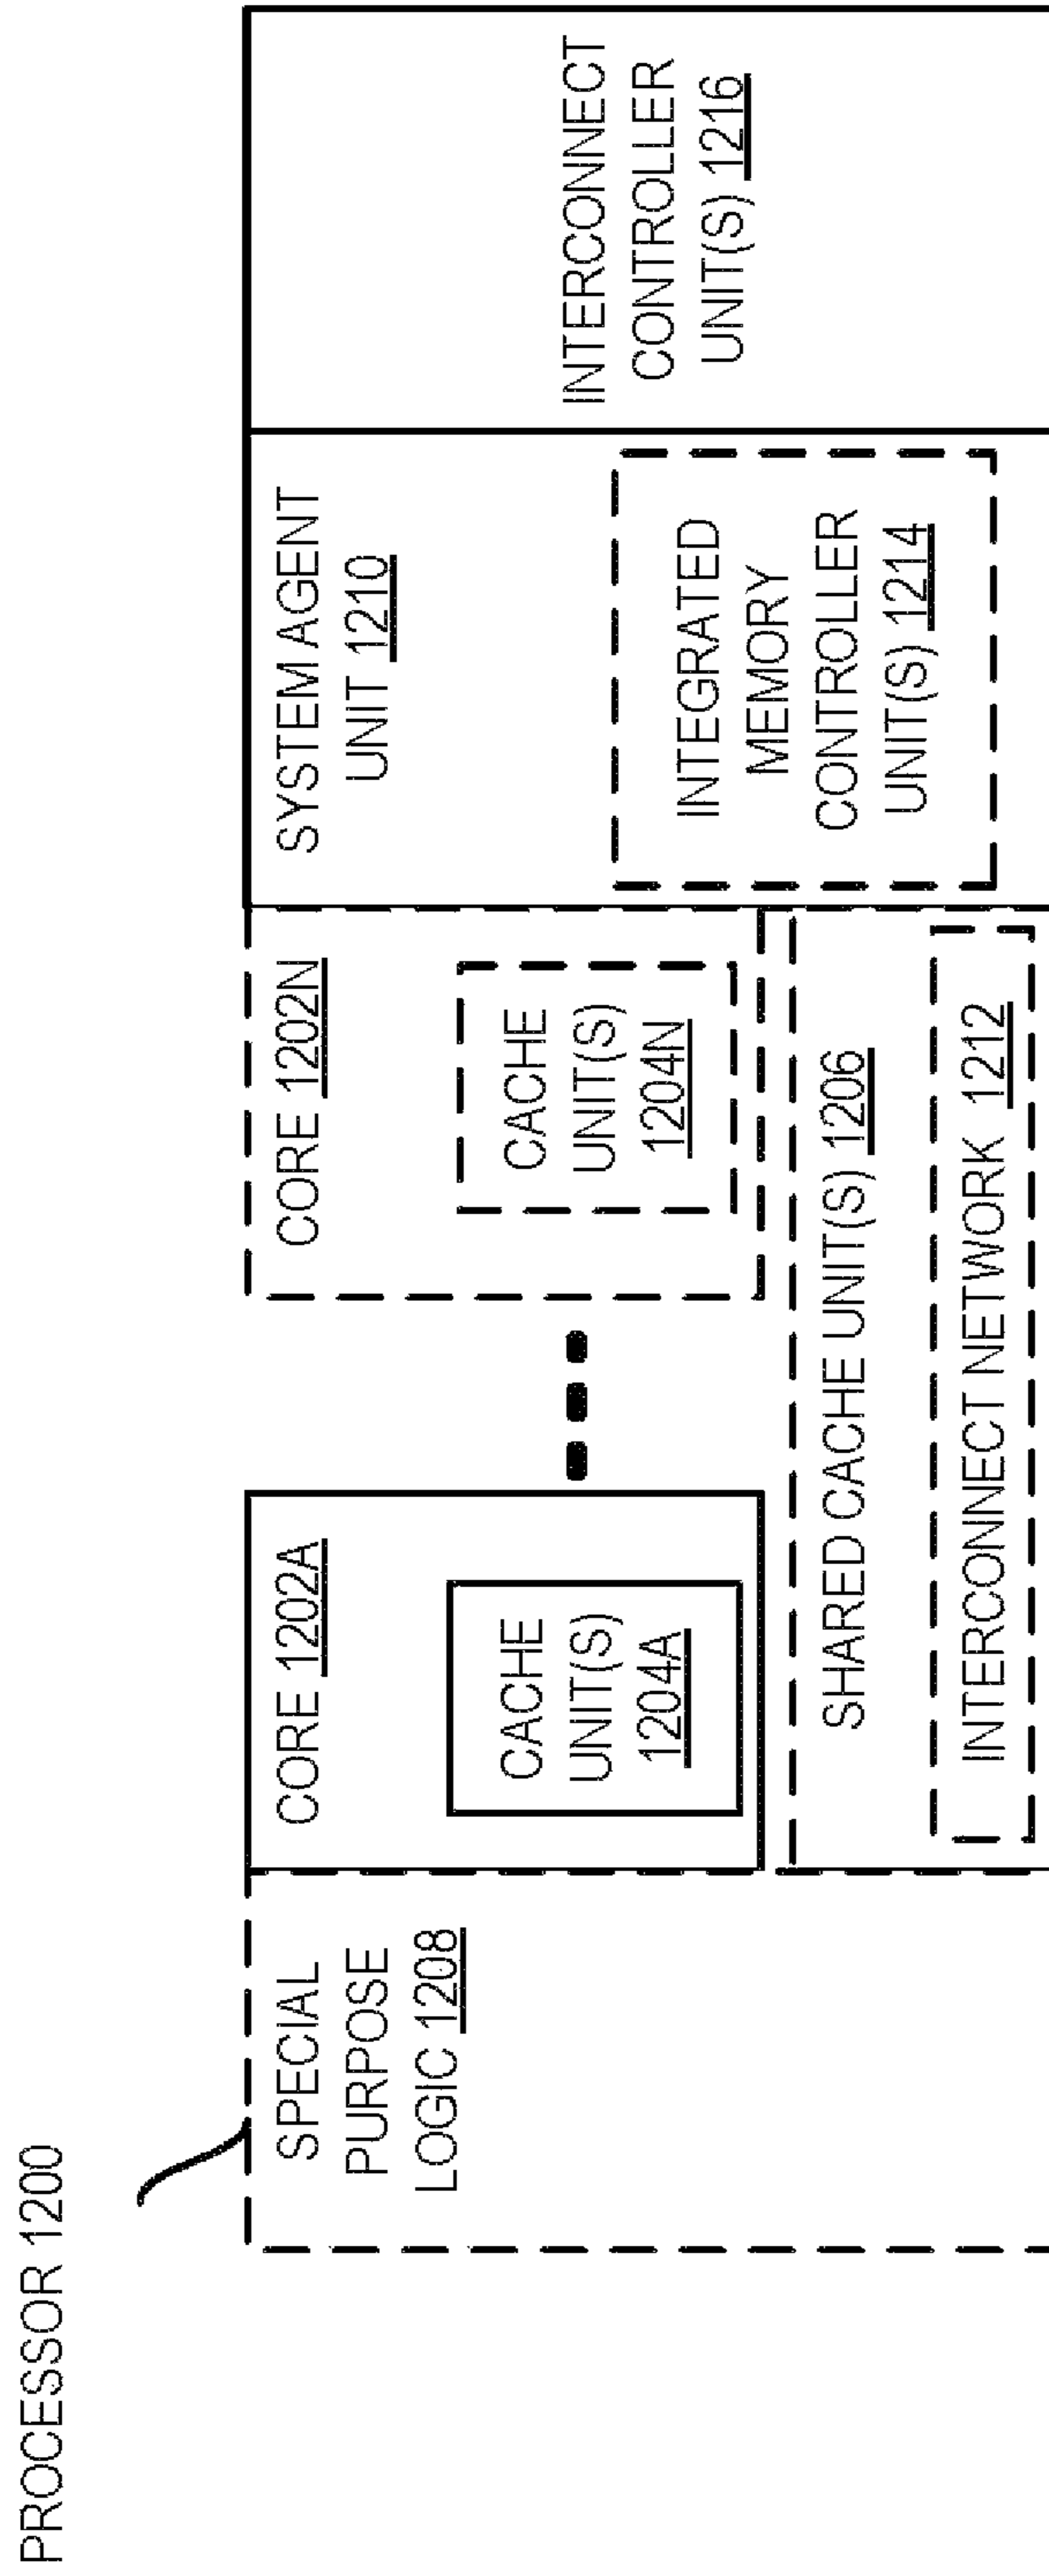 PROCESSOR 1200
SPECIAL
PURPOSE
LOGIC 1208
CORE 1202A
CACHE
UNIT(S)
1204A
CORE 1202N
CACHE
UNIT(S)
1204N
SHARED CACHE UNIT(S) 1206
INTERCONNECT NETWORK 1212
SYSTEM AGENT
UNIT 1210
INTEGRATED
MEMORY
CONTROLLER
UNIT(S) 1214
INTERCONNECT
CONTROLLER
UNIT(S) 1216